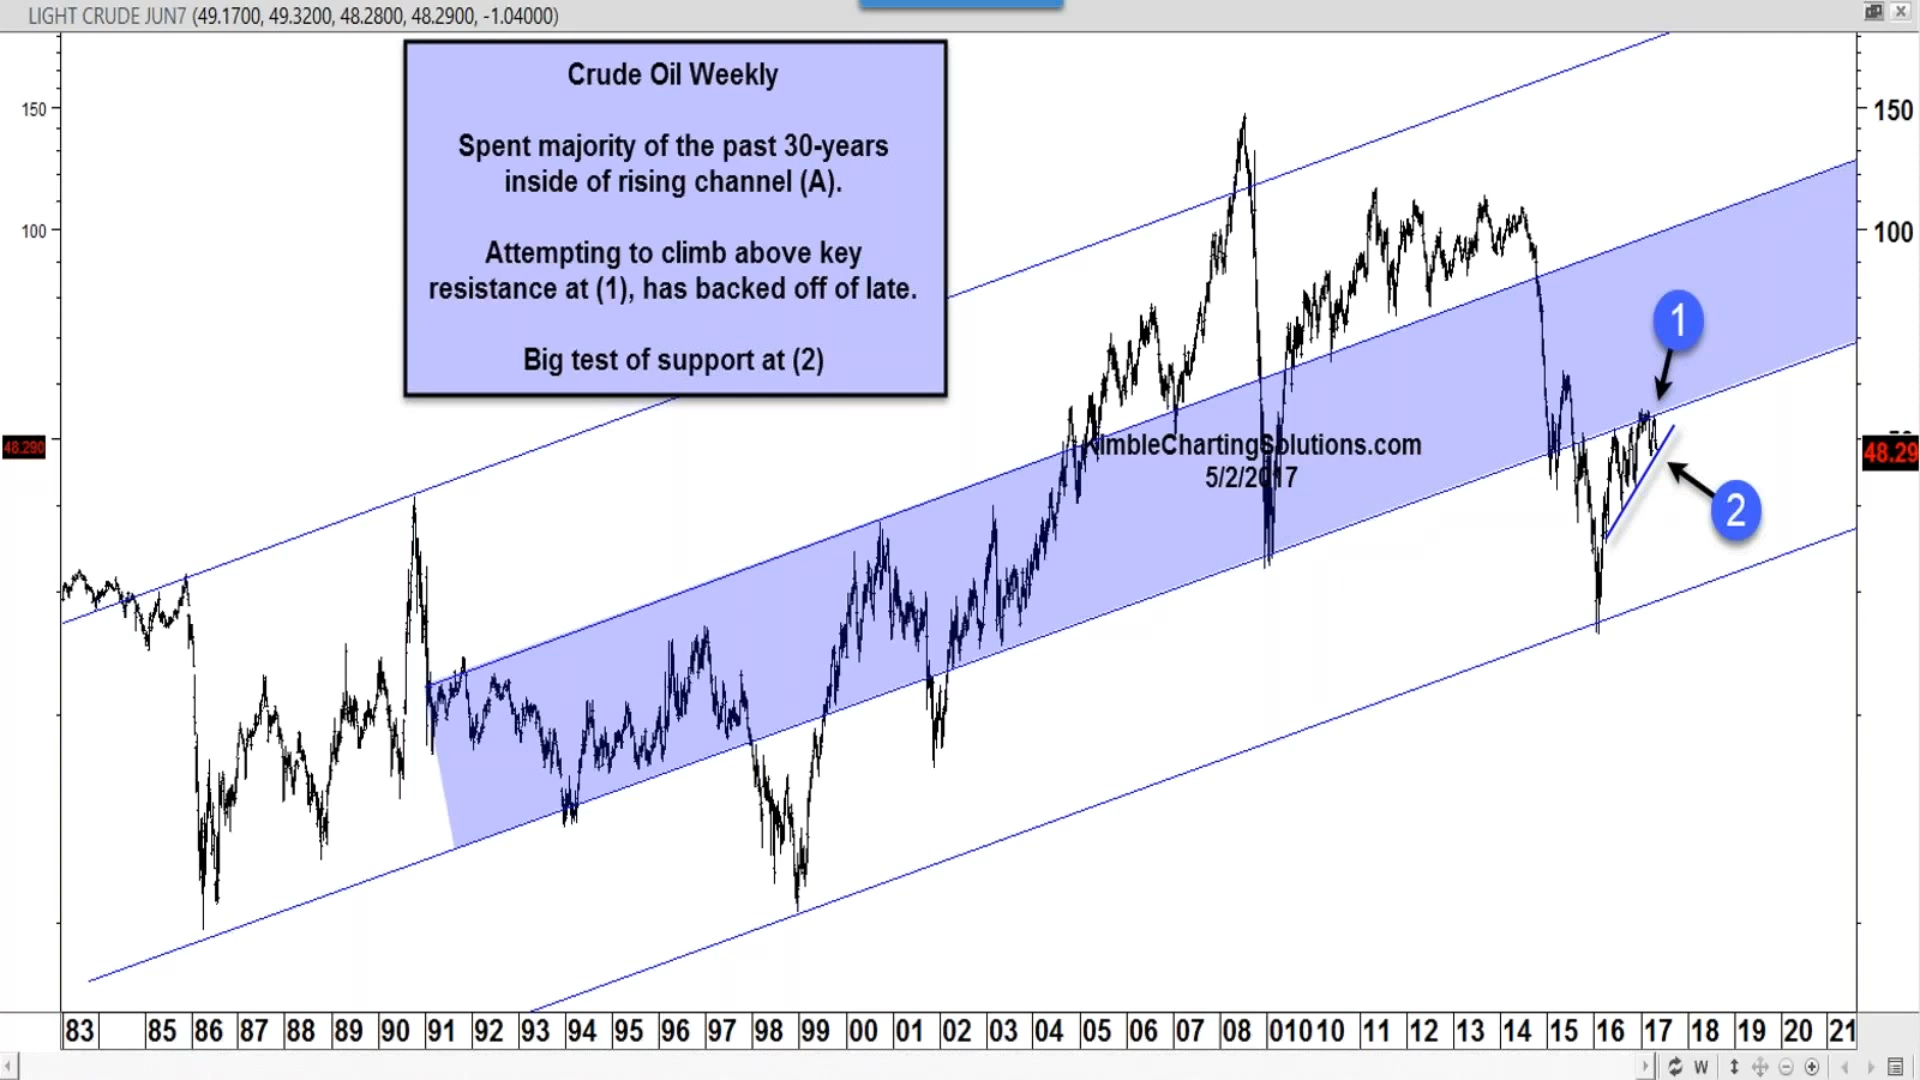 LIGHT CRUDE JUN7 (49.1700, 49.3200, 48.2800, 48.2900, -1.04000)
Crude Oil Weekly
Spent majority of the past 30-years
inside of rising channel (A).
Attempting to climb above key
resistance at (1), has backed off of late.
Big test of support at (2)
150
150
100
100
1
48.290
48.29
KimbleChartingSolutions.com
5/2/2017
2
83 85 86 87 88 89 90 91 92 93 94 95 96 97 98 99 00 01 02 03 04 05 06 07 08 010 10 11 12 13 14 15 16 17 18 19 20 21
W